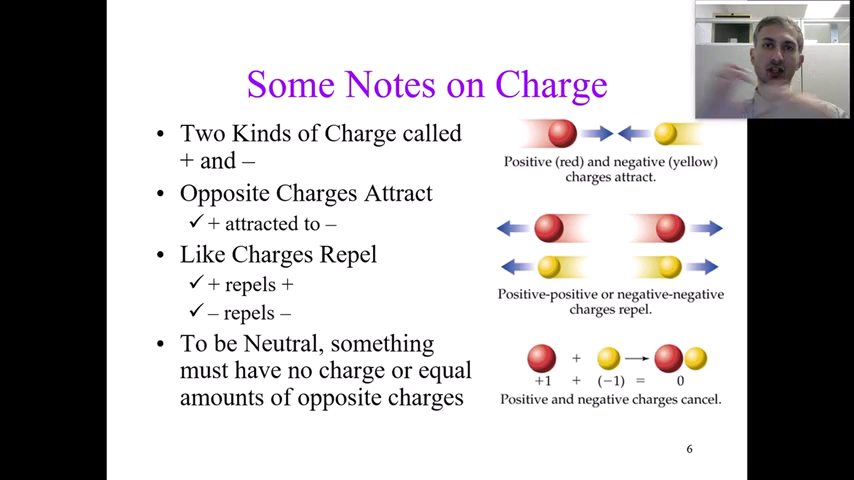 Some Notes on Charge
• Two Kinds of Charge called
+ and –
• Opposite Charges Attract
✓ + attracted to –
• Like Charges Repel
✓ + repels +
✓ – repels –
• To be Neutral, something
must have no charge or equal
amounts of opposite charges
Positive (red) and negative (yellow)
charges attract.
Positive-positive or negative-negative
charges repel.
+
+1 + (−1) = 0
Positive and negative charges cancel.
6